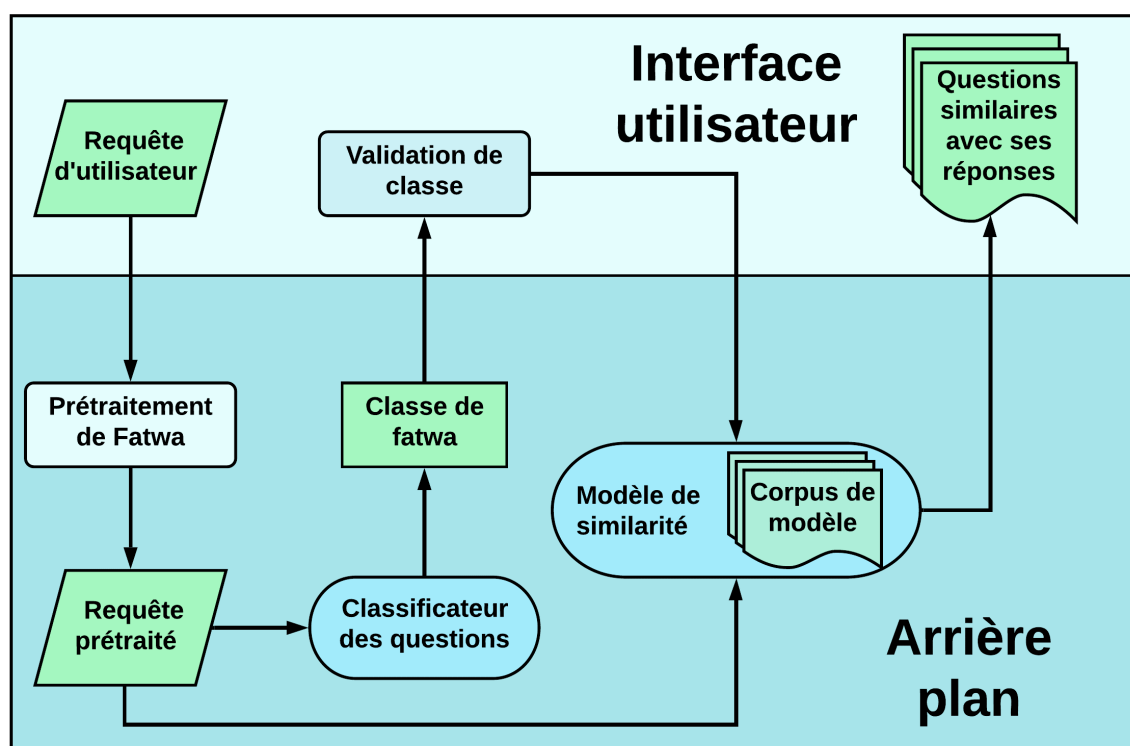 Interface
utilisateur
Questions
similaires
avec ses
réponses
Requête
d'utilisateur
Validation de
classe
Prétraitement
de Fatwa
Classe de
fatwa
Modèle de
similarité
Corpus de
modèle
Requête
prétraité
Classificateur
des questions
Arrière
plan